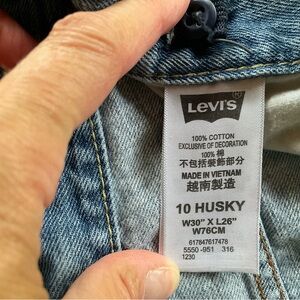 LEVI'S
100% COTTON
EXCLUSIVE OF DECORATION
100% 棉
不包括裝飾部分
MADE IN VIETNAM
越南製造
10 HUSKY
W30" X L26"
W76CM
617847617478
5550 -951 316
1230